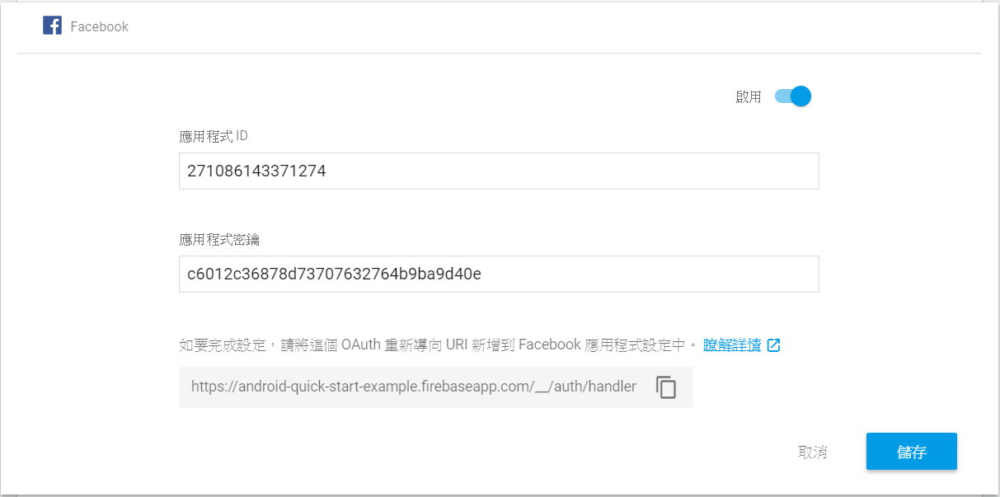 Facebook
啟用
應用程式 ID
271086143371274
應用程式密鑰
c6012c36878d73707632764b9ba9d40e
如要完成設定，請將這個 OAuth 重新導向 URI 新增到 Facebook 應用程式設定中。 瞭解詳情
https://android-quick-start-example.firebaseapp.com/__/auth/handler
取消 儲存